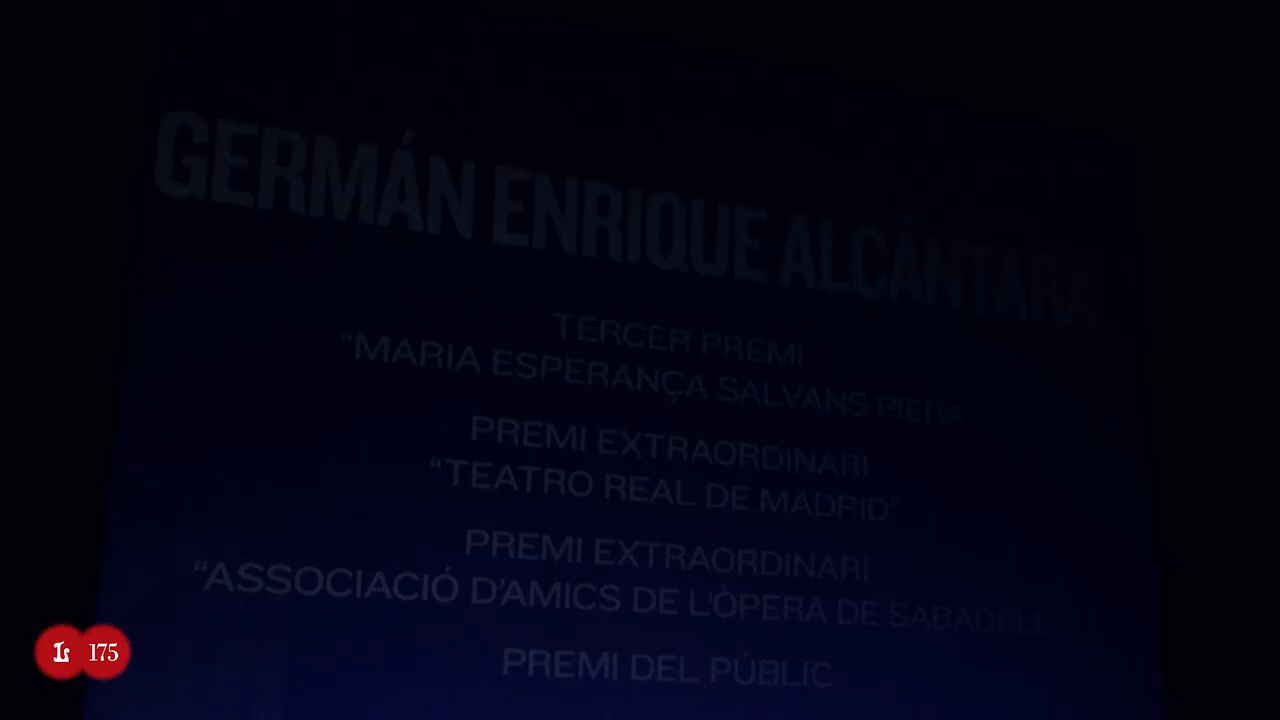 GERMÁN ENRIQUE ALCÁNTARA
TERCER PREMI
“MARIA ESPERANÇA SALVANS PIERA
PREMI EXTRAORDINARI
“TEATRO REAL DE MADRID”
PREMI EXTRAORDINARI
“ASSOCIACIÓ D'AMICS DE L'ÒPERA DE SABADELL”
PREMI DEL PÚBLIC
L 175